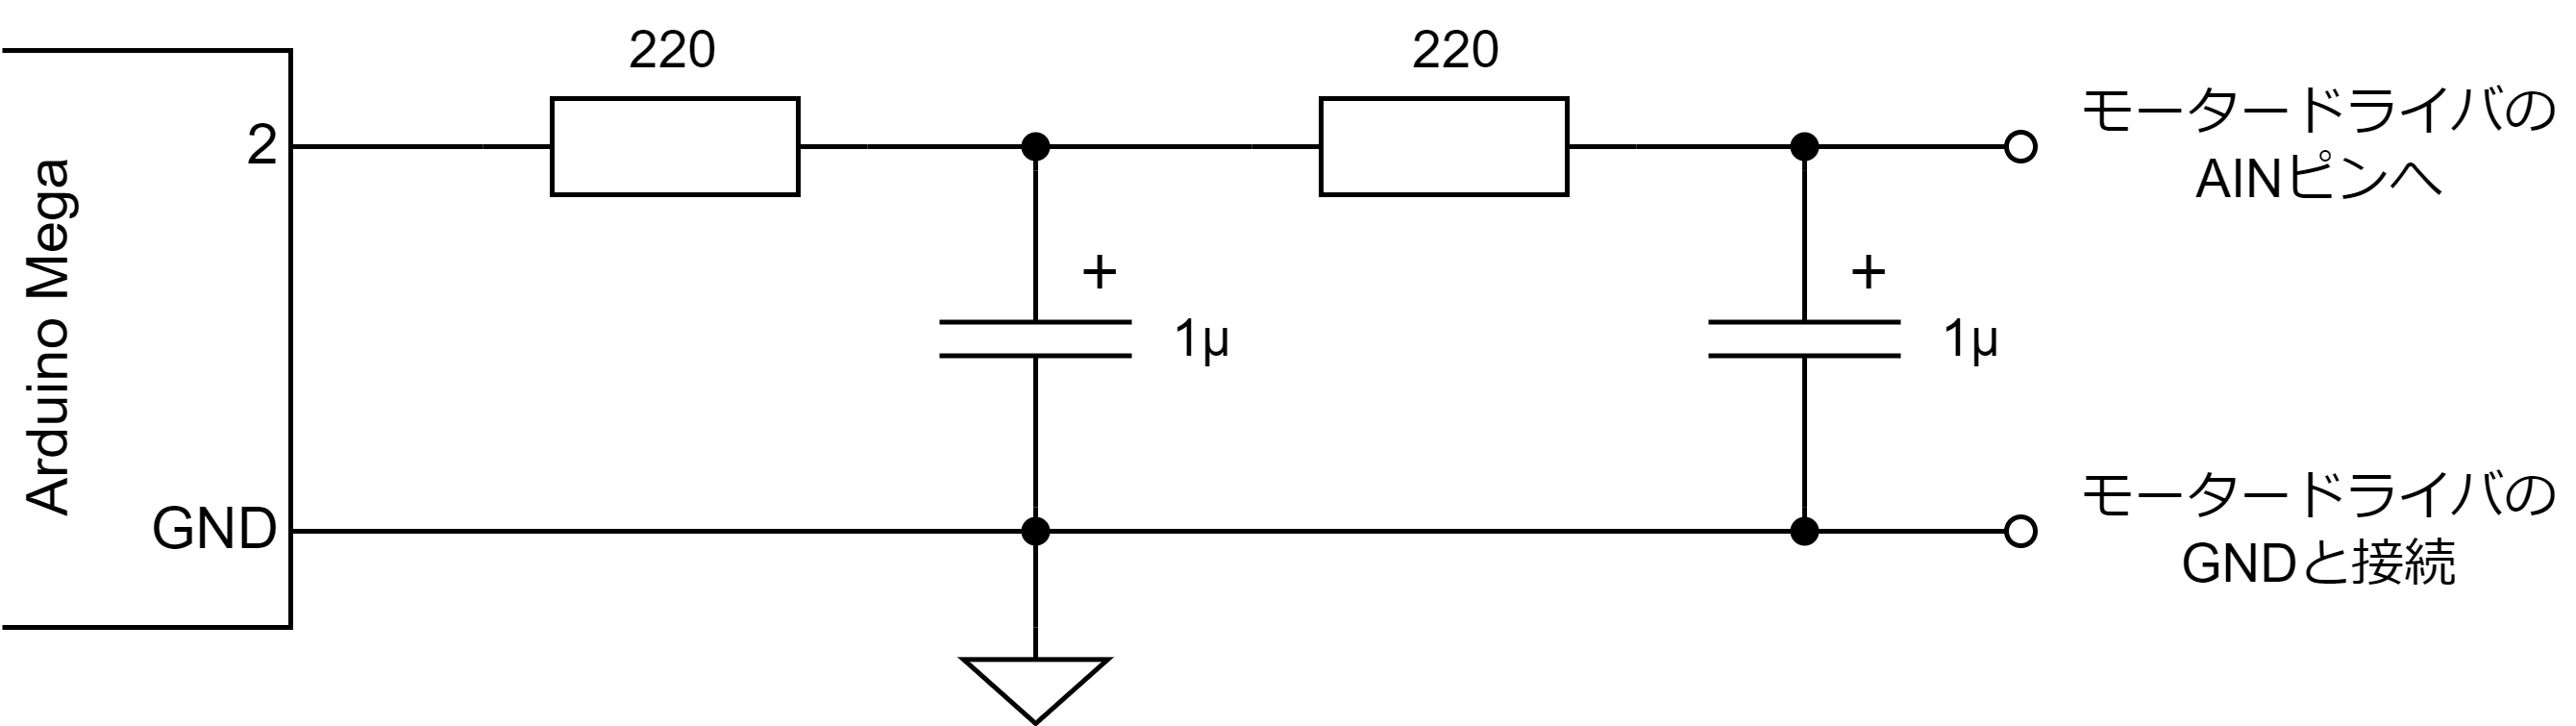 220
220
2
Arduino Mega
GND
+
1μ
+
1μ
モータードライバの
AINピンへ
モータードライバの
GNDと接続